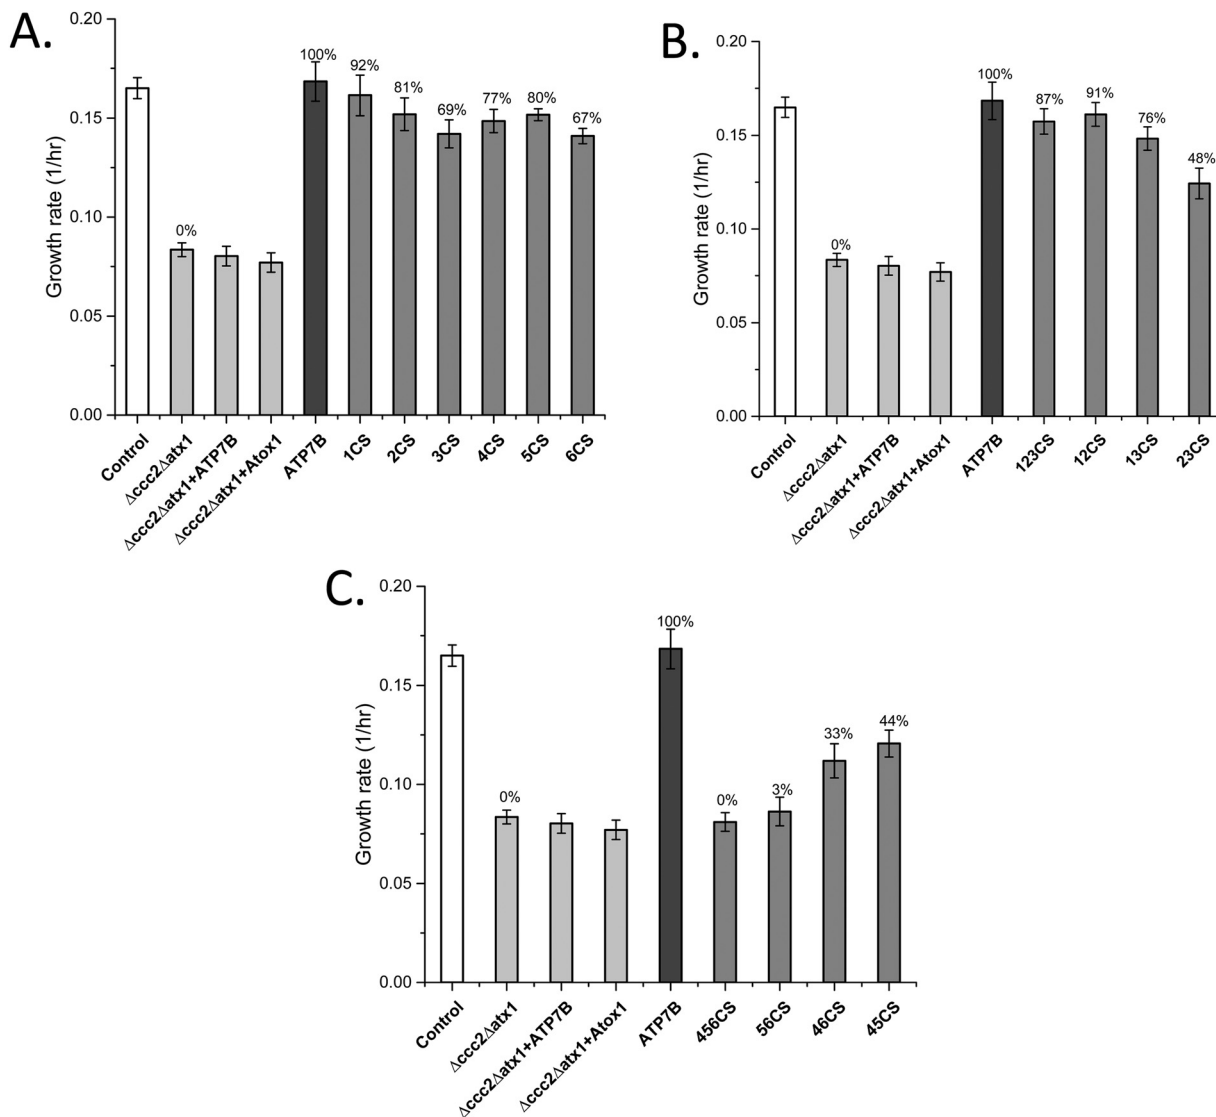 A.
Growth rate (1/hr)
0.20
0.15
0.10
0.05
0.00
0%
100%
92%
81%
69%
77%
80%
67%
Control
Δccc2Δatx1
Δccc2Δatx1+ATP7B
Δccc2Δatx1+Atox1
ATP7B
1CS
2CS
3CS
4CS
5CS
6CS
B.
Growth rate (1/hr)
0.20
0.15
0.10
0.05
0.00
0%
100%
87%
91%
76%
48%
Control
Δccc2Δatx1
Δccc2Δatx1+ATP7B
Δccc2Δatx1+Atox1
ATP7B
123CS
12CS
13CS
23CS
C.
Growth rate (1/hr)
0.20
0.15
0.10
0.05
0.00
0%
100%
0%
3%
33%
44%
Control
Δccc2Δatx1
Δccc2Δatx1+ATP7B
Δccc2Δatx1+Atox1
ATP7B
456CS
56CS
46CS
45CS